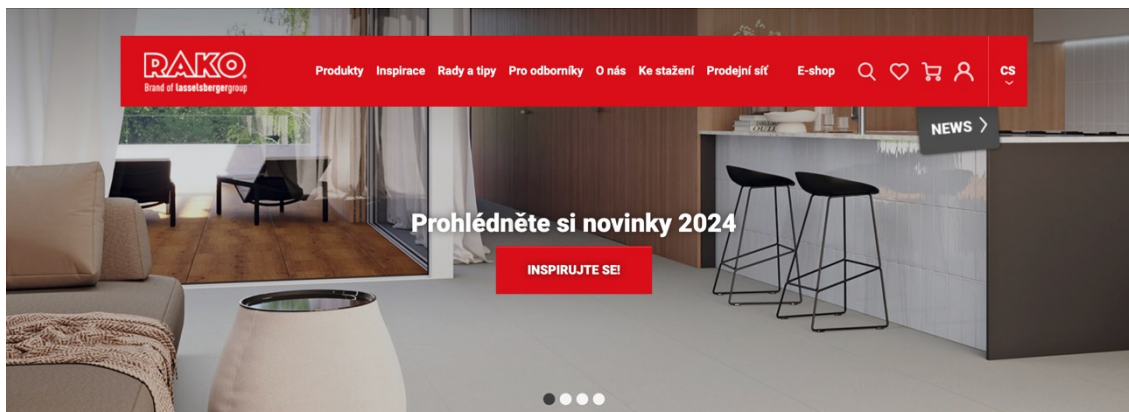 RAKO
Brand of lasselsbergergroup
Produkty Inspirace Rady a tipy Pro odborníky O nás Ke stažení Prodejní síť E-shop CS
NEWS
Prohlédněte si novinky 2024
INSPIRUJTE SE!